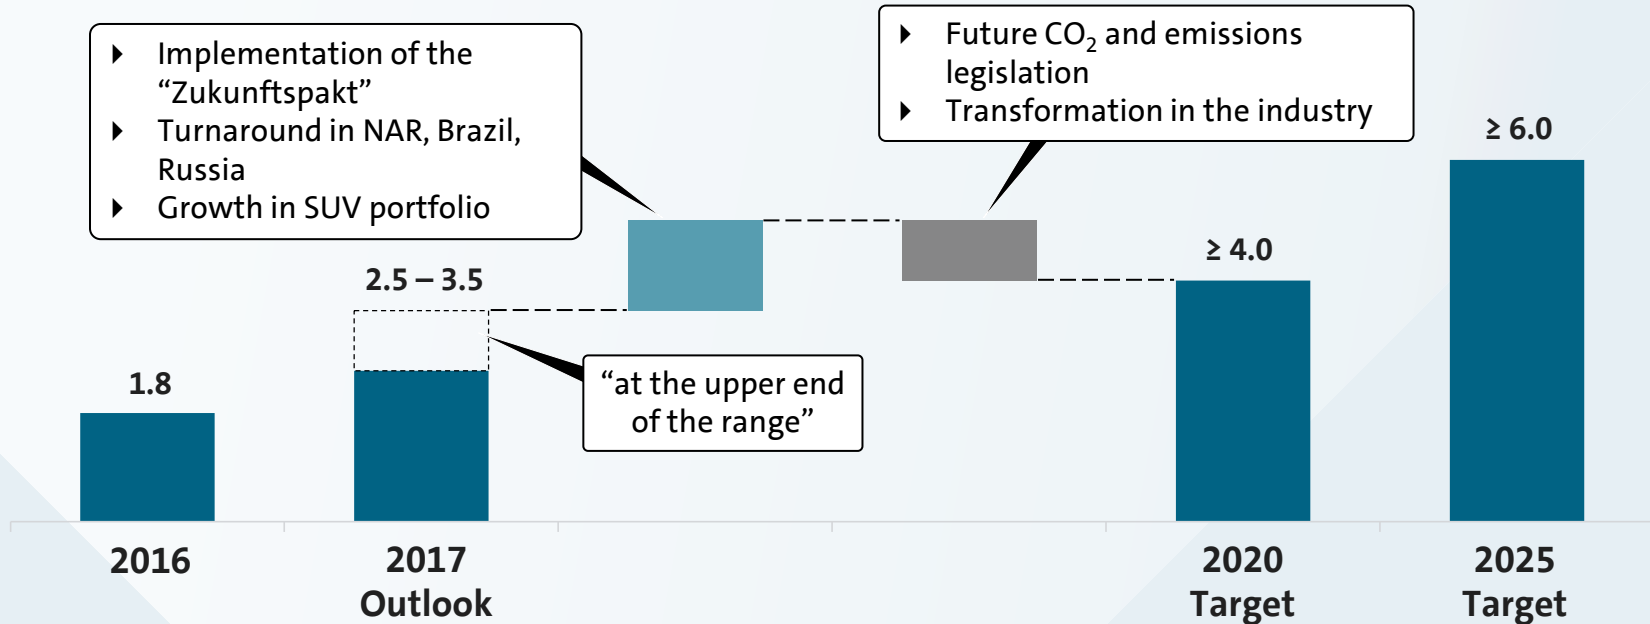 Implementation of the
“Zukunftspakt”
Turnaround in NAR, Brazil,
Russia
Growth in SUV portfolio
Future CO₂ and emissions
legislation
Transformation in the industry
≥ 6.0
≥ 4.0
2.5 – 3.5
1.8
“at the upper end
of the range”
2016
2017
Outlook
2020
Target
2025
Target